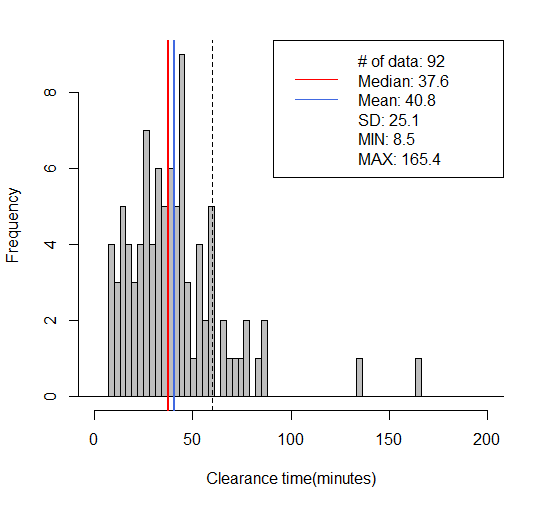 # of data: 92
Median: 37.6
Mean: 40.8
SD: 25.1
MIN: 8.5
MAX: 165.4
Frequency
8
6
4
2
0
0 50 100 150 200
Clearance time(minutes)